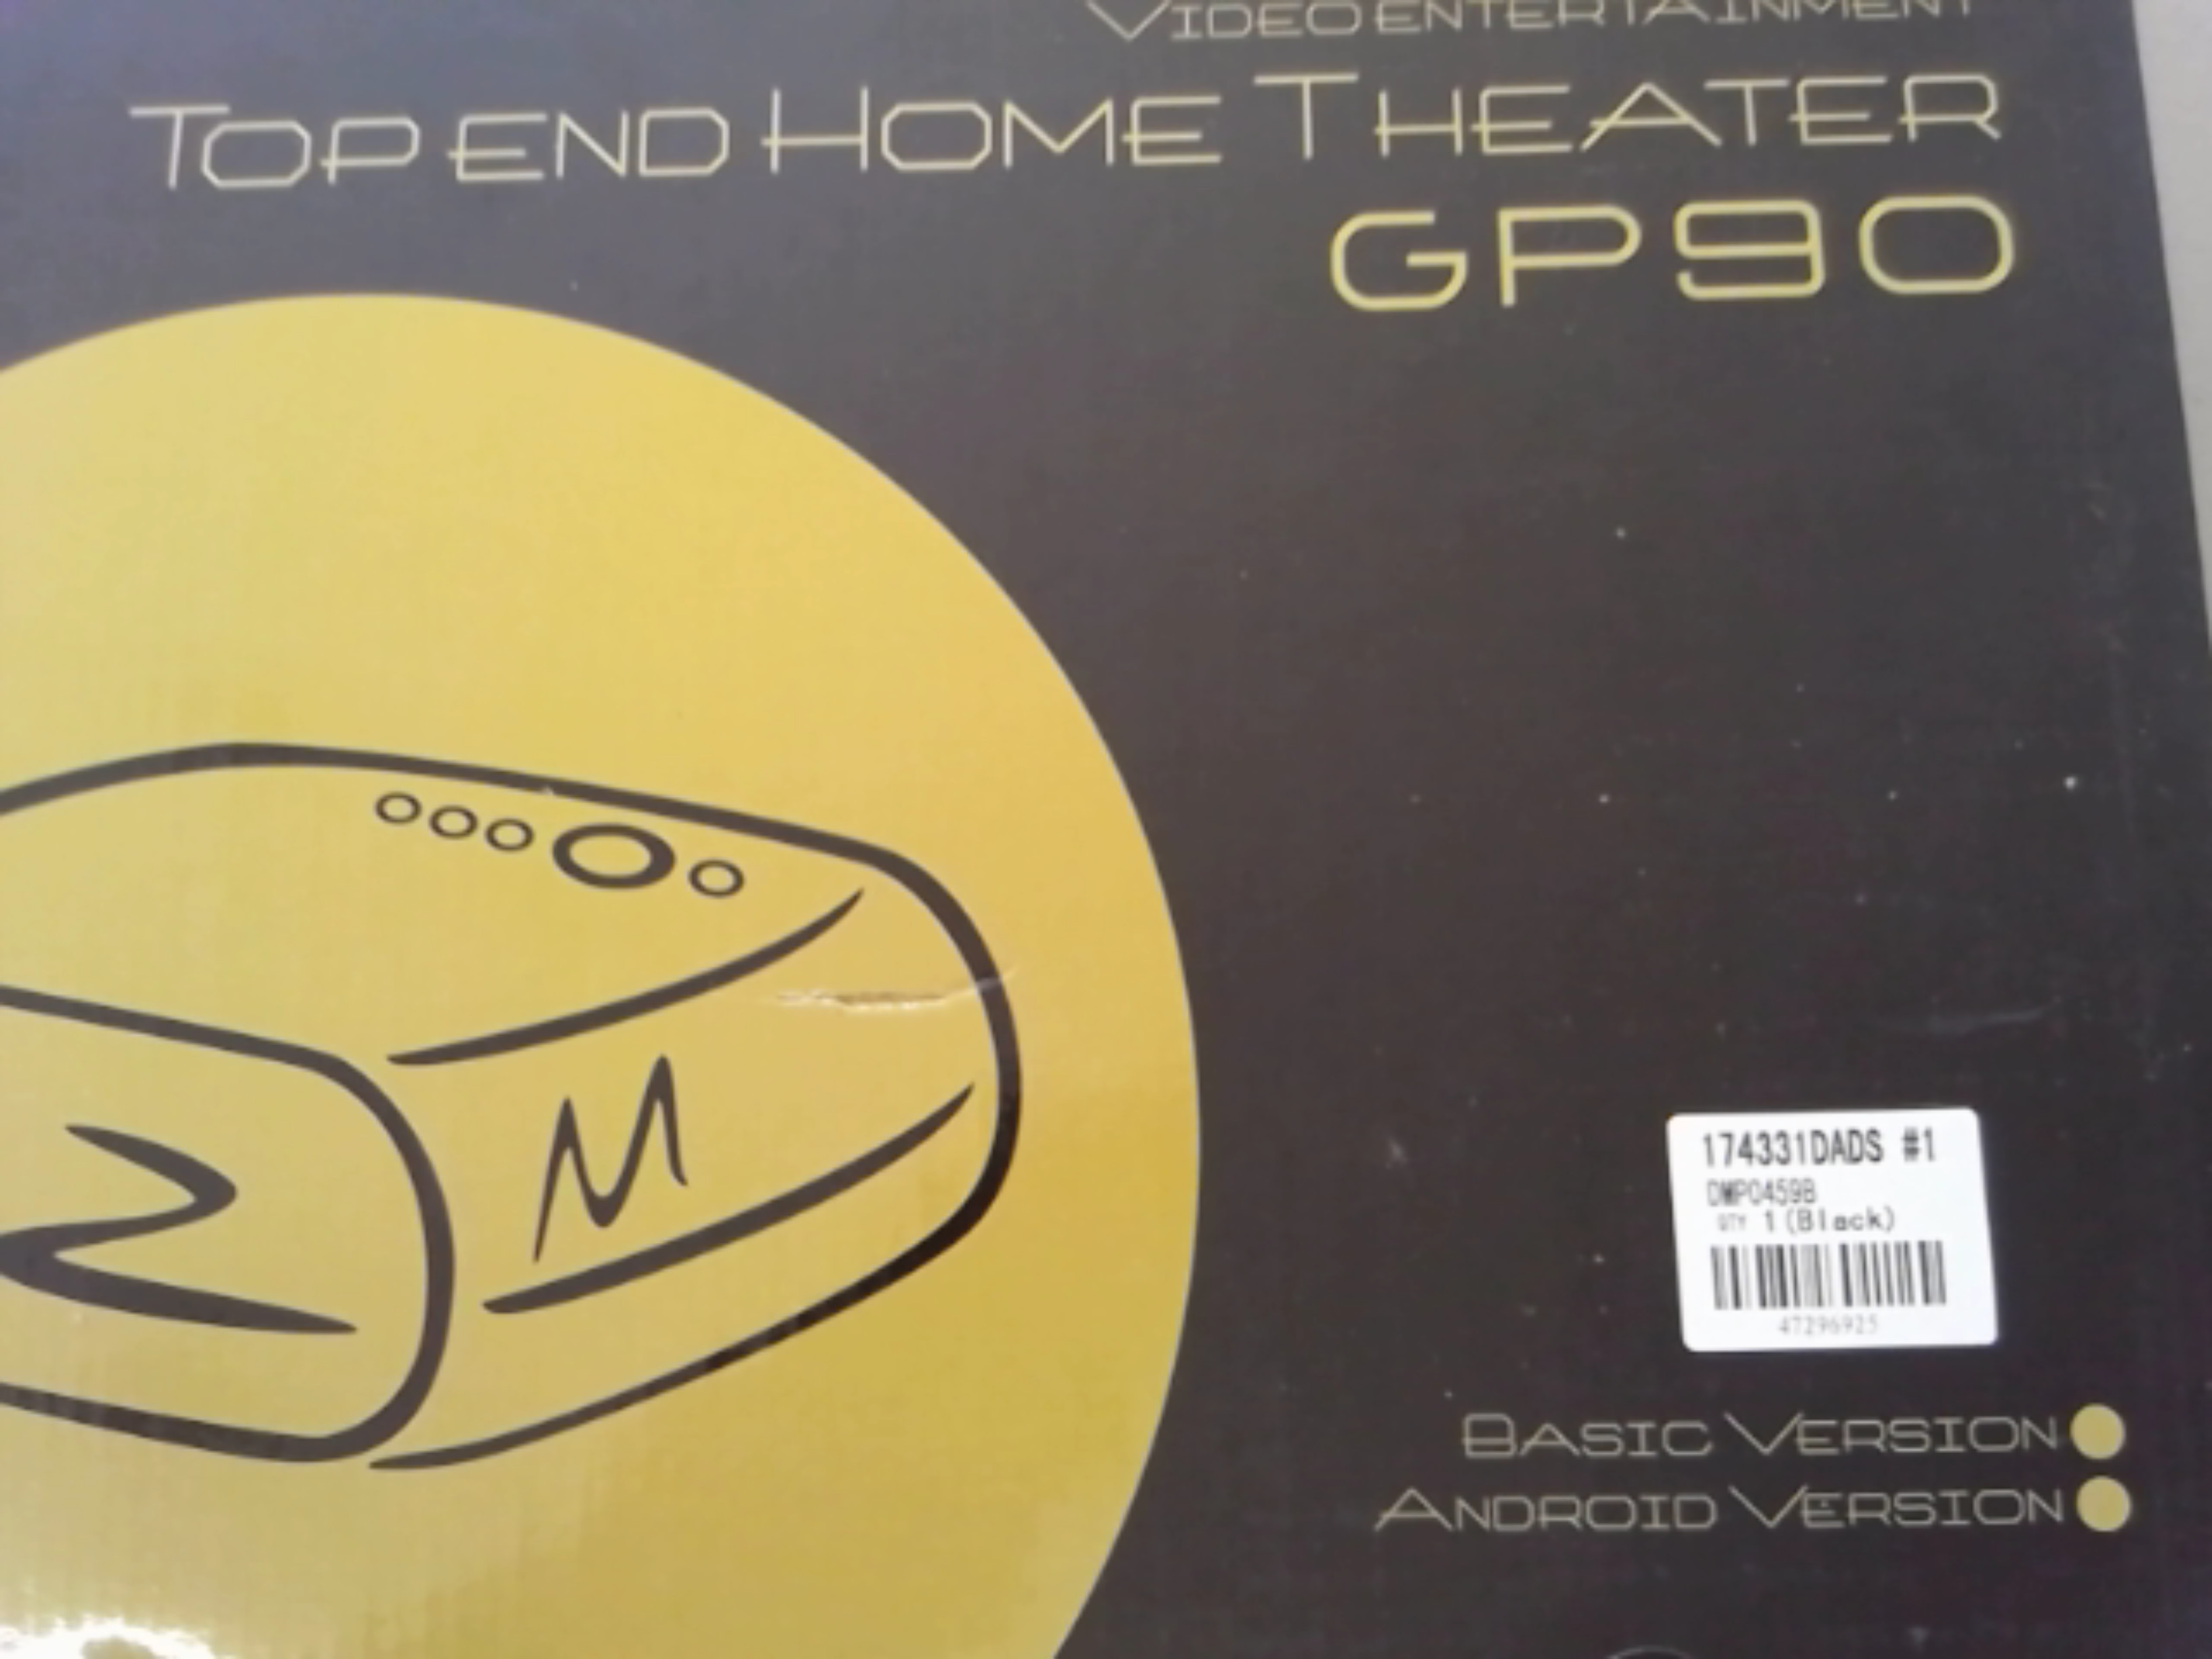 VIDEO ENTERTAINMENT
TOP END HOME THEATER
GP90
M
174331DADS #1
DMP0459B
QTY 1(Black)
47296925
BASIC VERSION
ANDROID VERSION